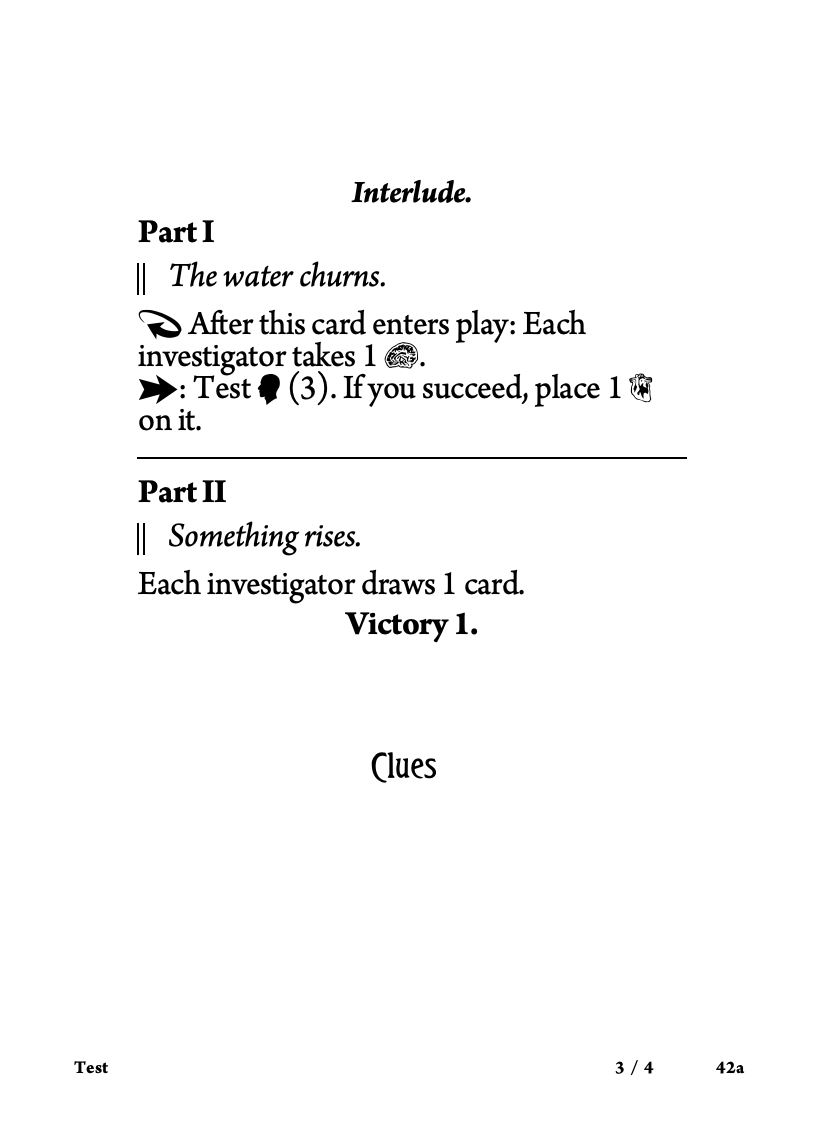 Interlude.
Part I
The water churns.
After this card enters play: Each
investigator takes 1 .
: Test (3). If you succeed, place 1
on it.
Part II
Something rises.
Each investigator draws 1 card.
Victory 1.
Clues
Test
3 / 4
42a